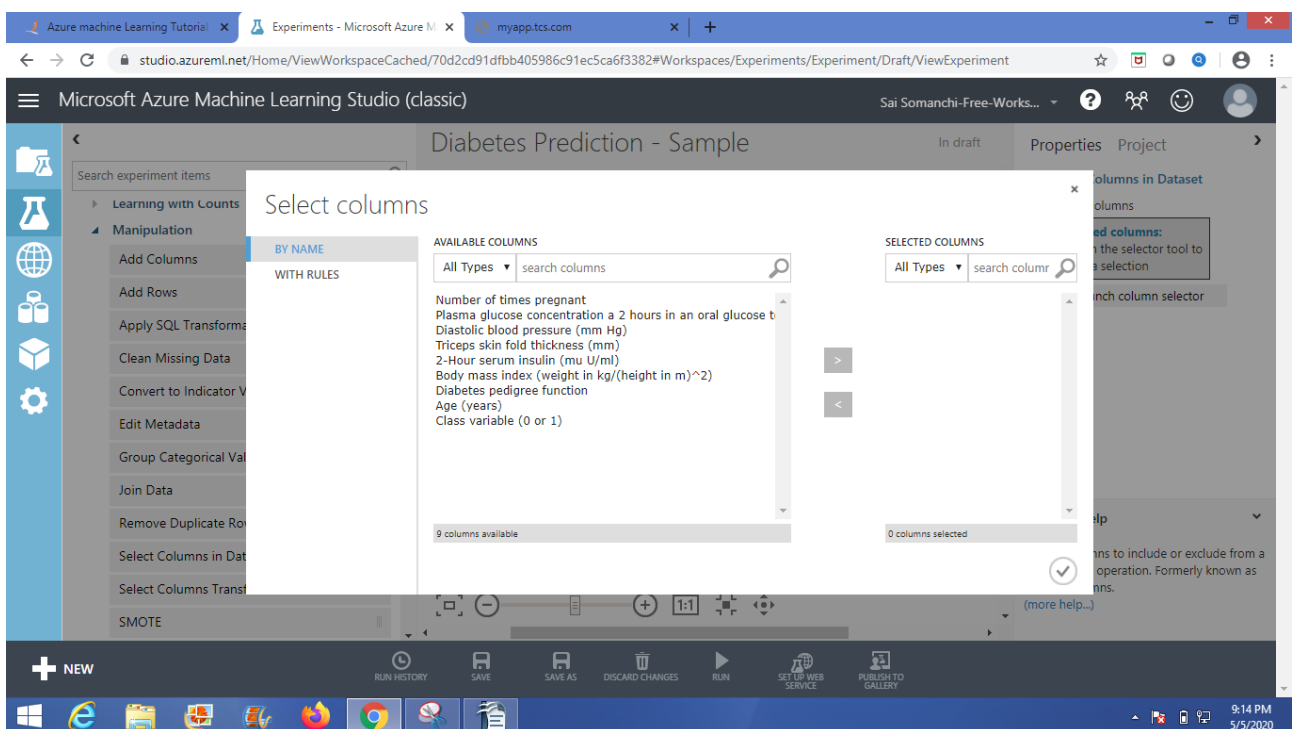 Azure machine Learning Tutorial
Experiments - Microsoft Azure M
myapp.tcs.com
studio.azureml.net/Home/ViewWorkspaceCached/70d2cd91dfbb405986c91ec5ca6f3382#Workspaces/Experiments/Experiment/Draft/ViewExperiment
Microsoft Azure Machine Learning Studio (classic)
Sai Somanchi-Free-Works...
Diabetes Prediction - Sample
In draft
Properties Project
Search experiment items
Learning with Counts
Manipulation
Add Columns
Add Rows
Apply SQL Transforma
Clean Missing Data
Convert to Indicator V
Edit Metadata
Group Categorical Val
Join Data
Remove Duplicate Ro
Select Columns in Dat
Select Columns Transf
SMOTE
Select columns
BY NAME
WITH RULES
AVAILABLE COLUMNS
All Types search columns
Number of times pregnant
Plasma glucose concentration a 2 hours in an oral glucose t
Diastolic blood pressure (mm Hg)
Triceps skin fold thickness (mm)
2-Hour serum insulin (mu U/ml)
Body mass index (weight in kg/(height in m)^2)
Diabetes pedigree function
Age (years)
Class variable (0 or 1)
9 columns available
>
<
SELECTED COLUMNS
All Types search columr
0 columns selected
olumns in Dataset
olumns
ed columns:
the selector tool to
a selection
nch column selector
elp
nns to include or exclude from a
operation. Formerly known as
nns.
(more help...)
1:1
NEW
RUN HISTORY
SAVE
SAVE AS
DISCARD CHANGES
RUN
SET UP WEB
SERVICE
PUBLISH TO
GALLERY
9:14 PM
5/5/2020